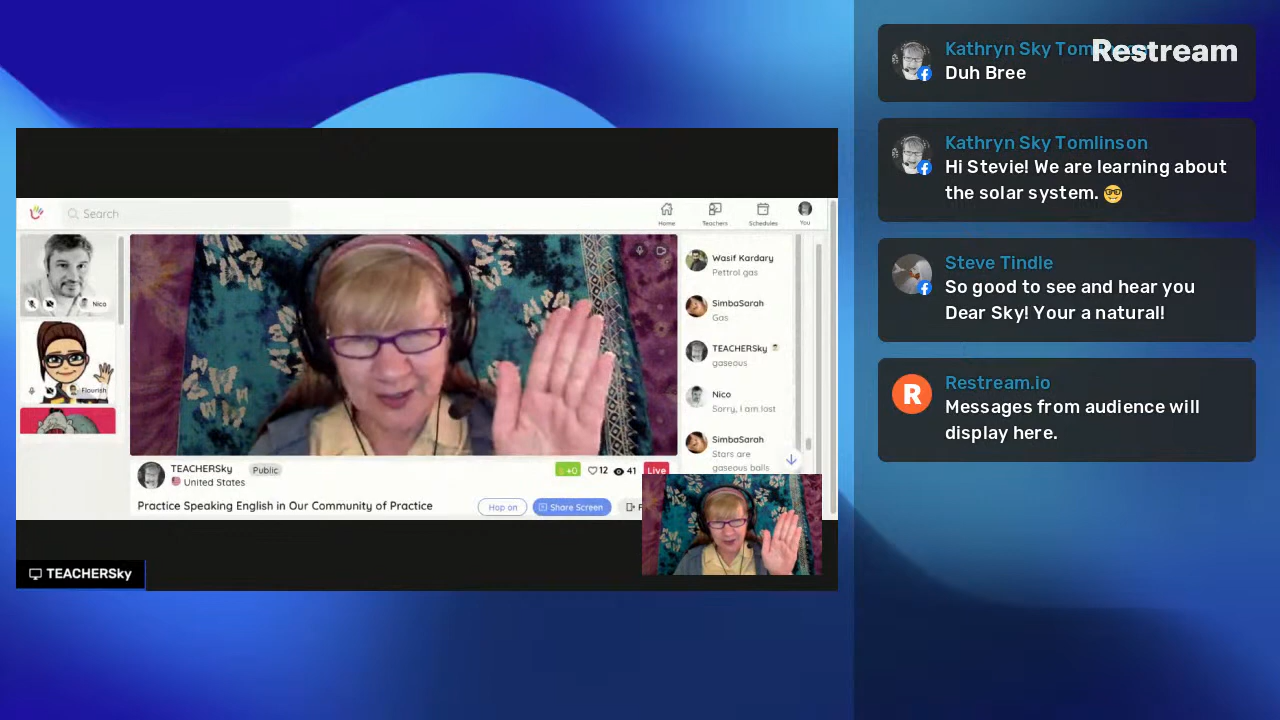 Search
Home
Teachers
Schedules
You
Nico
Flourish
Wasif Kardary
Pettrol gas
SimbaSarah
Gas
TEACHERSky
gaseous
Nico
Sorry, I am lost
SimbaSarah
Stars are
gaseous balls
TEACHERSky Public
United States
+0 12 41 Live
Practice Speaking English in Our Community of Practice
Hop on
Share Screen
TEACHERSky
Restream
Kathryn Sky
Duh Bree
Kathryn Sky Tomlinson
Hi Stevie! We are learning about
the solar system. 🤓
Steve Tindle
So good to see and hear you
Dear Sky! Your a natural!
R
Restream.io
Messages from audience will
display here.